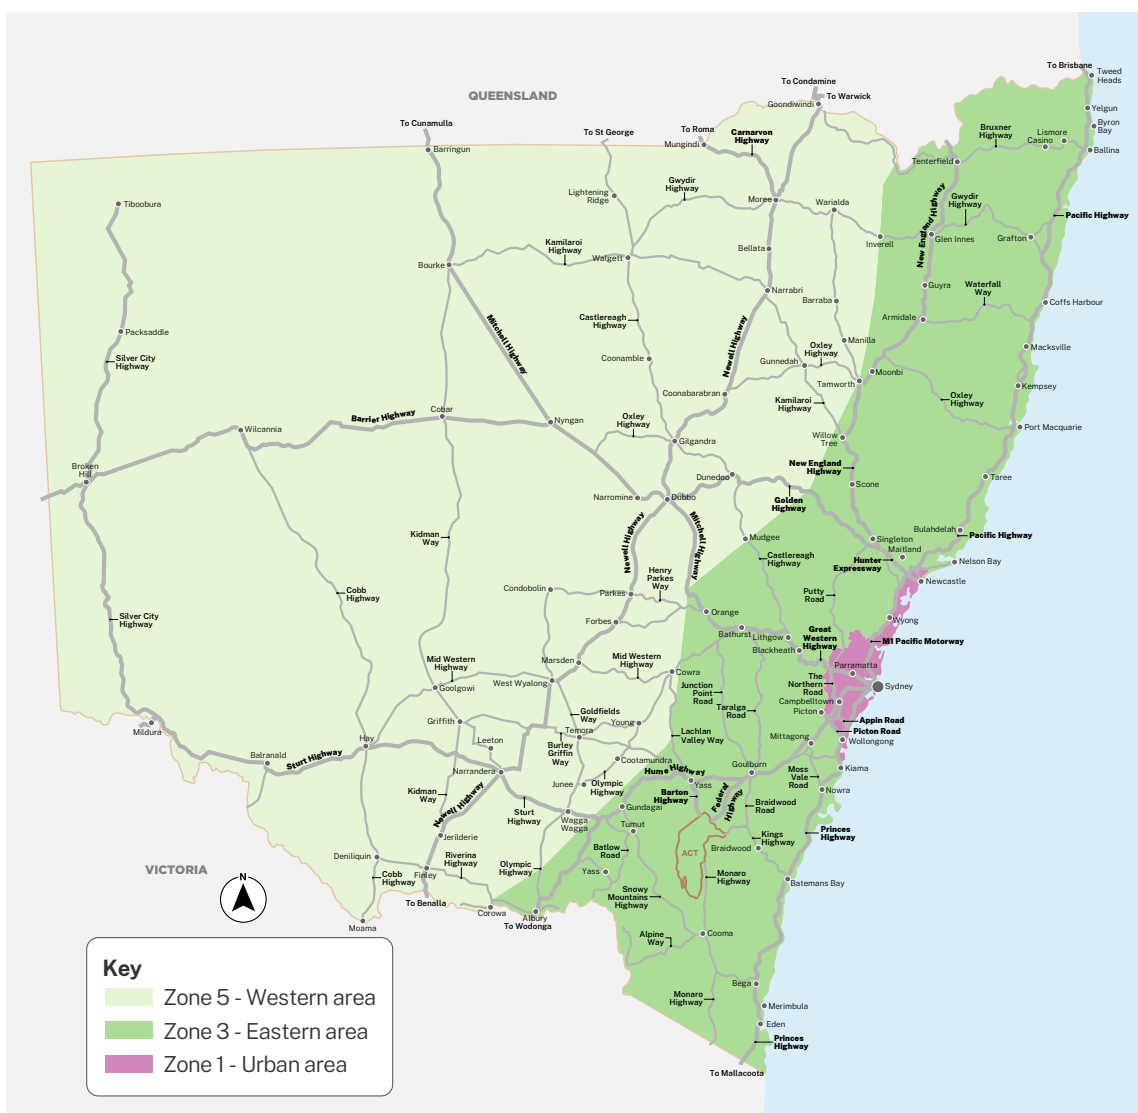 To Brisbane
Tweed
Heads
To Condamine
To Warwick
QUEENSLAND
Goondiwindi
Yelgun
To Cunamulla
To St George
To Roma
Carnarvon
Highway
Bruxner
Highway
Lismore
Casino
Byron
Bay
Mungindi
Barringun
Ballina
Tenterfield
Gwydir
Highway
Lightening
Ridge
Tiboobura
Moree
Warialda
Gwydir
Highway
New England Highway
Pacific Highway
Inverell
Glen Innes
Grafton
Kamilaroi
Highway
Walgett
Bellata
Bourke
Narrabri
Barraba
Guyra
Waterfall
Way
Coffs Harbour
Castlereagh
Highway
Armidale
Mitchell Highway
Newell Highway
Packsaddle
Silver City
Highway
Manilla
Oxley
Highway
Macksville
Coonamble
Gunnedah
Moonbi
Tamworth
Kempsey
Coonabarabran
Kamilaroi
Highway
Oxley
Highway
Barrier Highway
Cobar
Nyngan
Oxley
Highway
Wilcannia
Port Macquarie
Willow
Tree
Gilgandra
Broken
Hill
New England
Highway
Dunedoo
Scone
Taree
Narromine
Dubbo
Golden
Highway
Newell Highway
Mitchell Highway
Kidman
Way
Mudgee
Singleton
Maitland
Bulahdelah
Pacific Highway
Castlereagh
Highway
Hunter
Expressway
Nelson Bay
Newcastle
Henry
Parkes
Way
Cobb
Highway
Condobolin
Parkes
Putty
Road
Silver City
Highway
Orange
Forbes
Wyong
Bathurst
Lithgow
Great
Western
Highway
M1 Pacific Motorway
Blackheath
Mid Western
Highway
Marsden
Mid Western
Highway
Parramatta
Cowra
West Wyalong
Goolgowi
Junction
Point
Road
The
Northern
Road
Sydney
Campbelltown
Taralga
Road
Picton
Goldfields
Way
Griffith
Young
Appin Road
Mildura
Temora
Lachlan
Valley Way
Picton Road
Hay
Leeton
Burley
Griffin
Way
Mittagong
Wollongong
Balranald
Sturt Highway
Cootamundra
Hume Highway
Goulburn
Kiama
Narrandera
Junee
Olympic
Highway
Yass
Moss
Vale
Road
Nowra
Kidman
Way
Newell Highway
Sturt
Highway
Barton
Highway
Federal
Highway
Braidwood
Road
Gundagai
Wagga
Wagga
Tumut
Kings
Highway
Princes
Highway
Jerilderie
Batlow
Road
ACT
Braidwood
Deniliquin
Riverina
Highway
Olympic
Highway
VICTORIA
Finley
Yass
Cobb
Highway
Monaro
Highway
Batemans Bay
N
Snowy
Mountains
Highway
To Benalla
Corowa
Albury
To Wodonga
Moama
Alpine
Way
Cooma
Key
Zone 5 - Western area
Zone 3 - Eastern area
Zone 1 - Urban area
Bega
Monaro
Highway
Merimbula
Eden
Princes
Highway
To Mallacoota